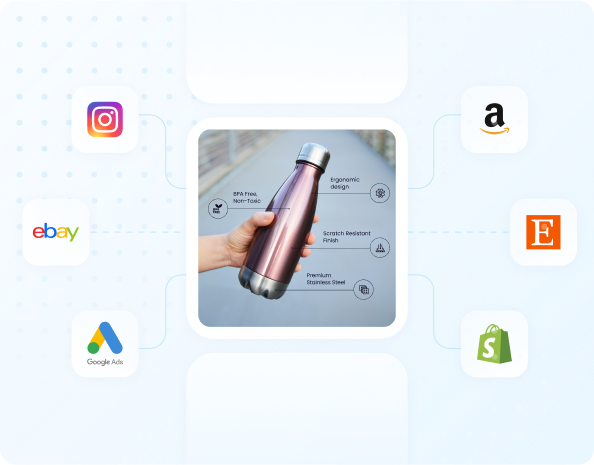 a
ebay
E
Google Ads
S
BPA Free,
Non-Toxic
Ergonomic
design
Scratch Resistant
Finish
Premium
Stainless Steel